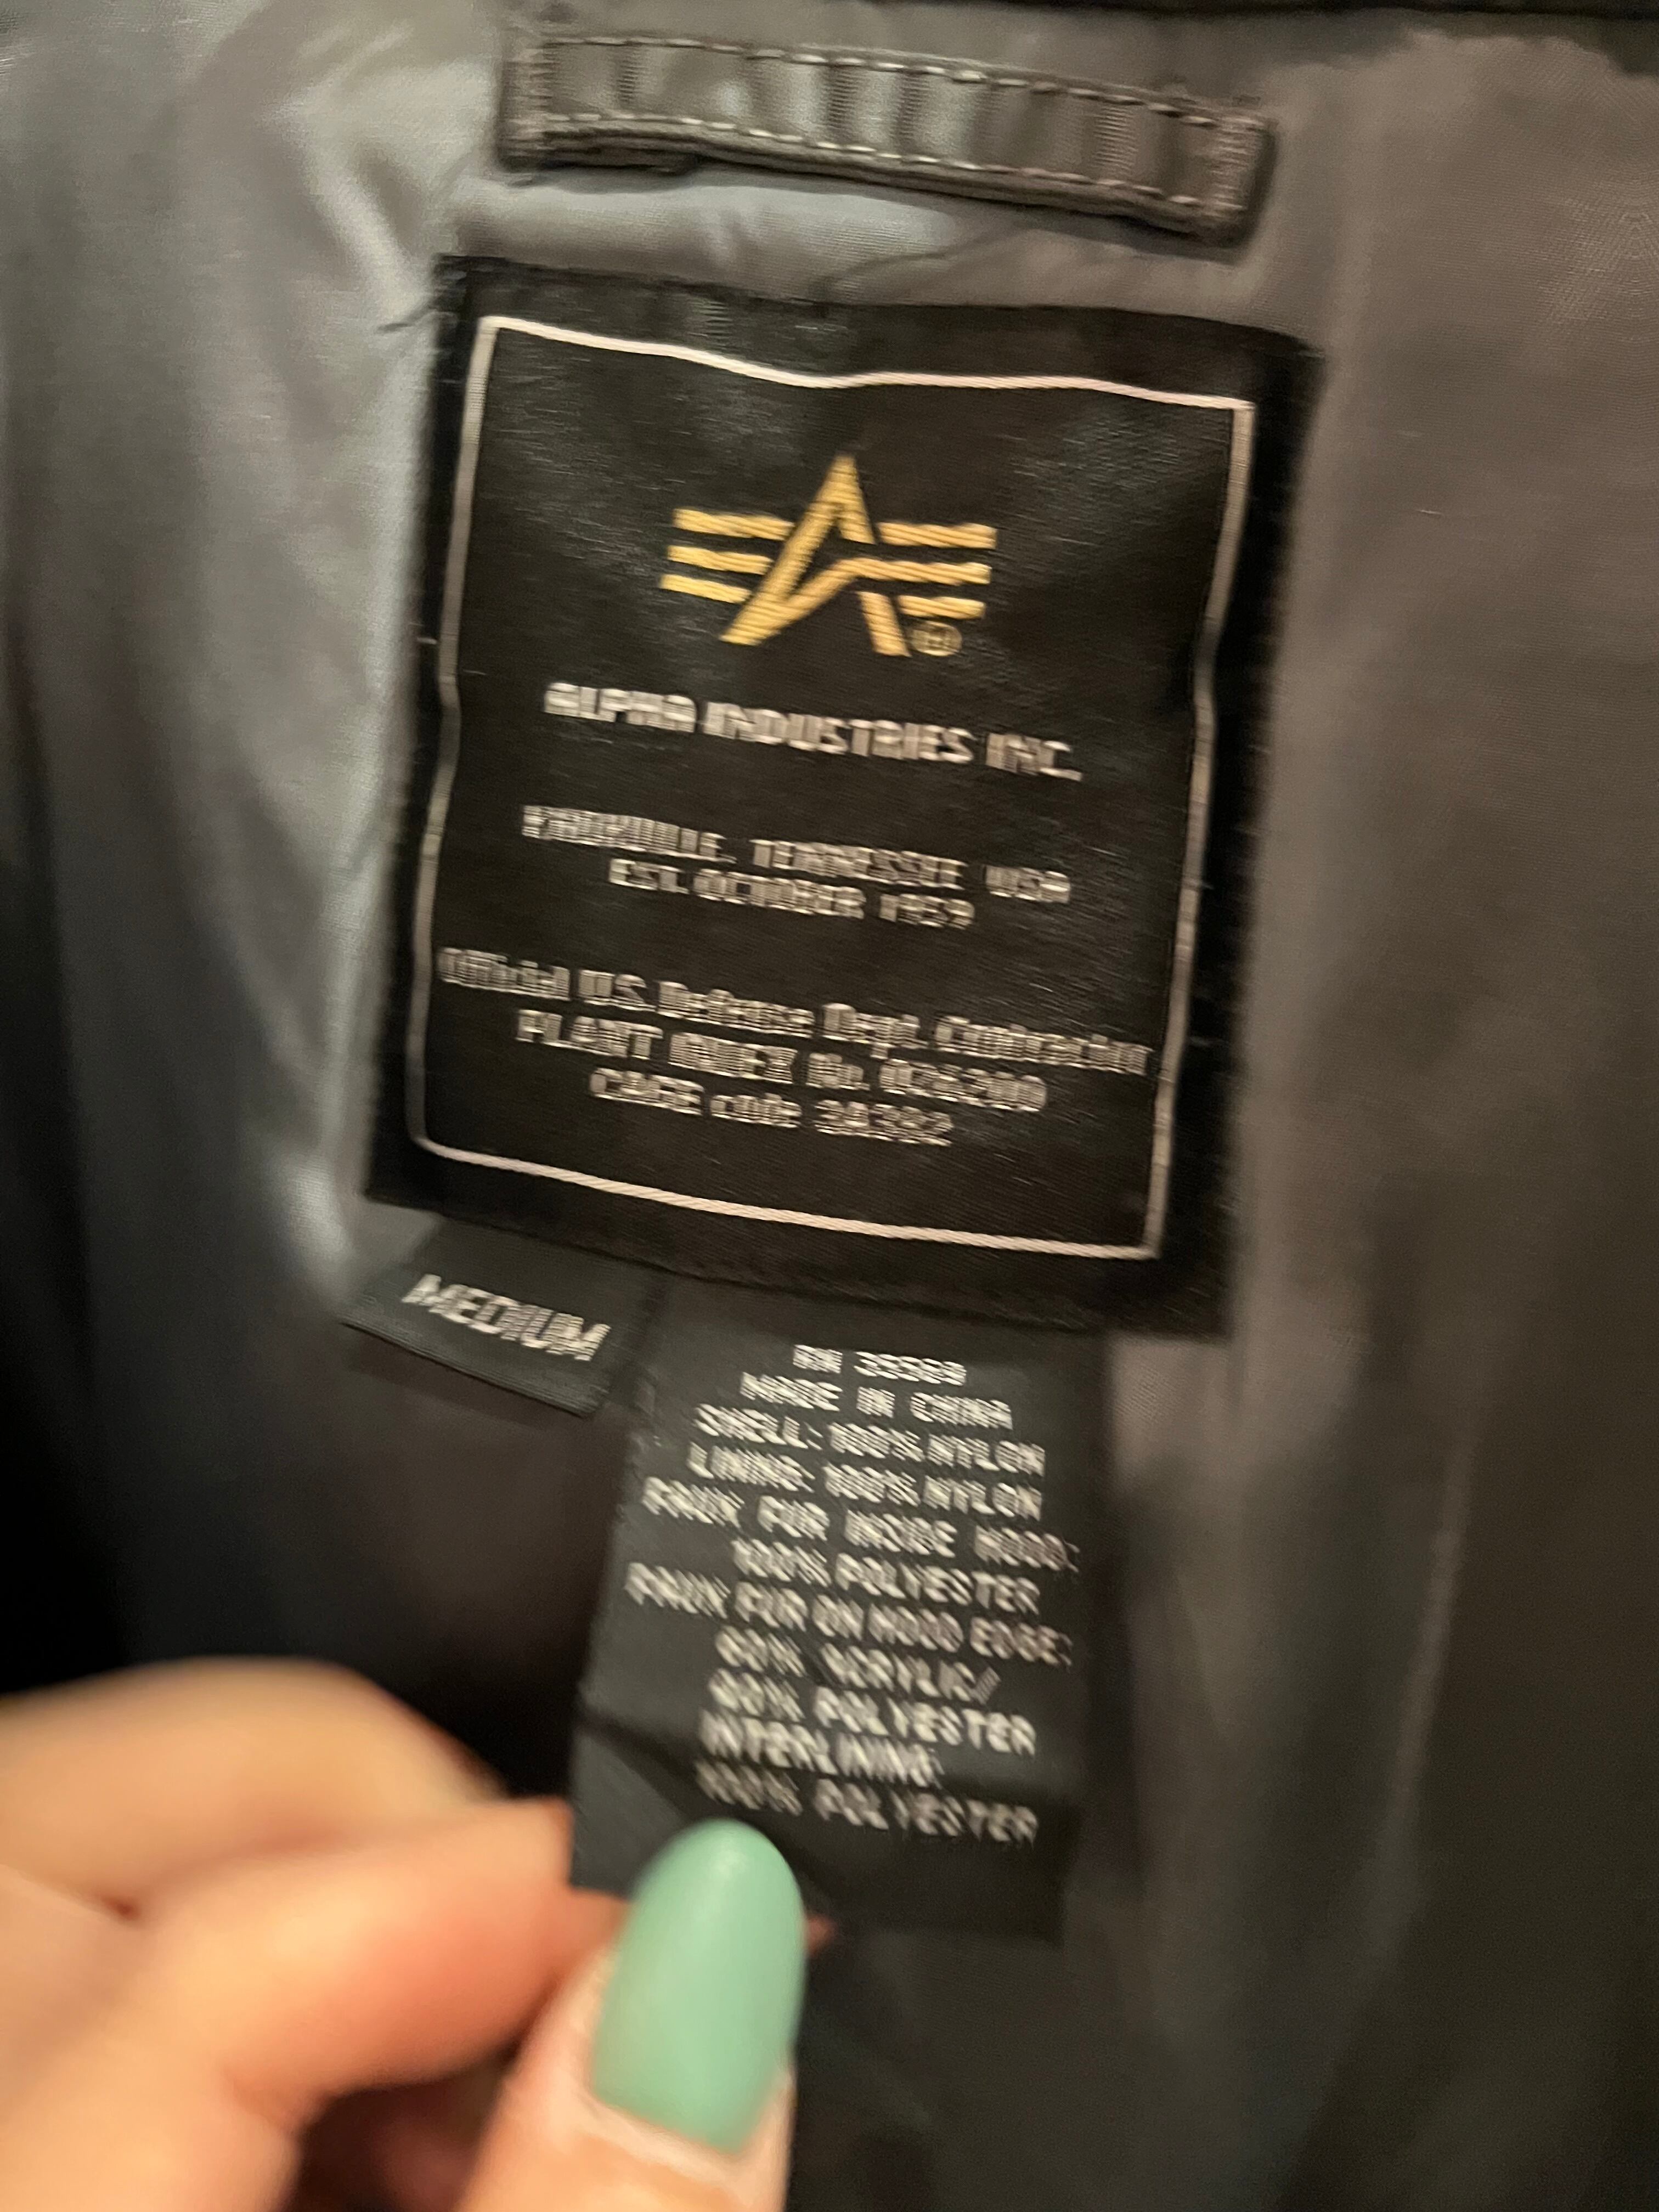 ALPHA INDUSTRIES INC.
KNOXVILLE, TENNESSEE USA
EST. OCTOBER 1959
Official U.S. Defense Dept. Contractor
PLANT INDEX No.
CAGE code
MEDIUM
RN
MADE IN CHINA
SHELL: 100% NYLON
LINING: 100% NYLON
FAUX FUR INSIDE HOOD:
100% POLYESTER
FAUX FUR ON HOOD EDGE:
ACRYLIC/
POLYESTER
INTERLINING:
100% POLYESTER